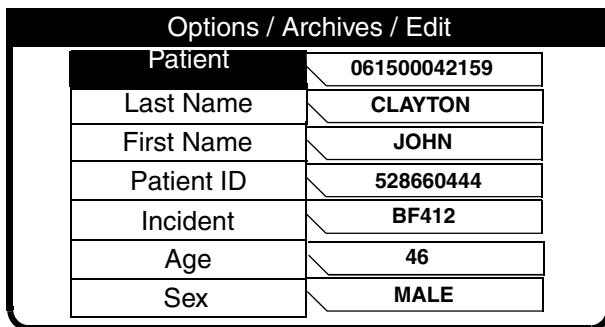 Options / Archives / Edit
Patient 061500042159
Last Name CLAYTON
First Name JOHN
Patient ID 528660444
Incident BF412
Age 46
Sex MALE